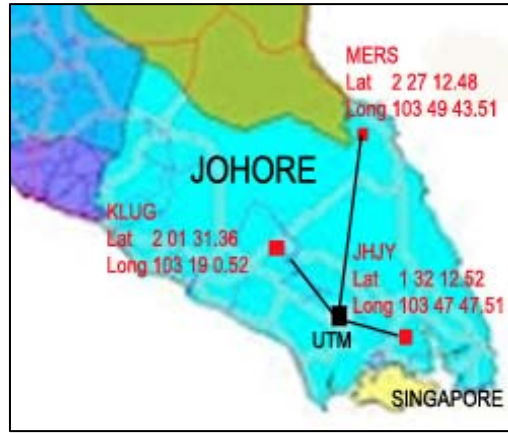 MERS
Lat 2 27 12.48
Long 103 49 43.51
JOHORE
KLUG
Lat 2 01 31.36
Long 103 19 0.52
JHJY
Lat 1 32 12.52
Long 103 47 47.51
UTM
SINGAPORE